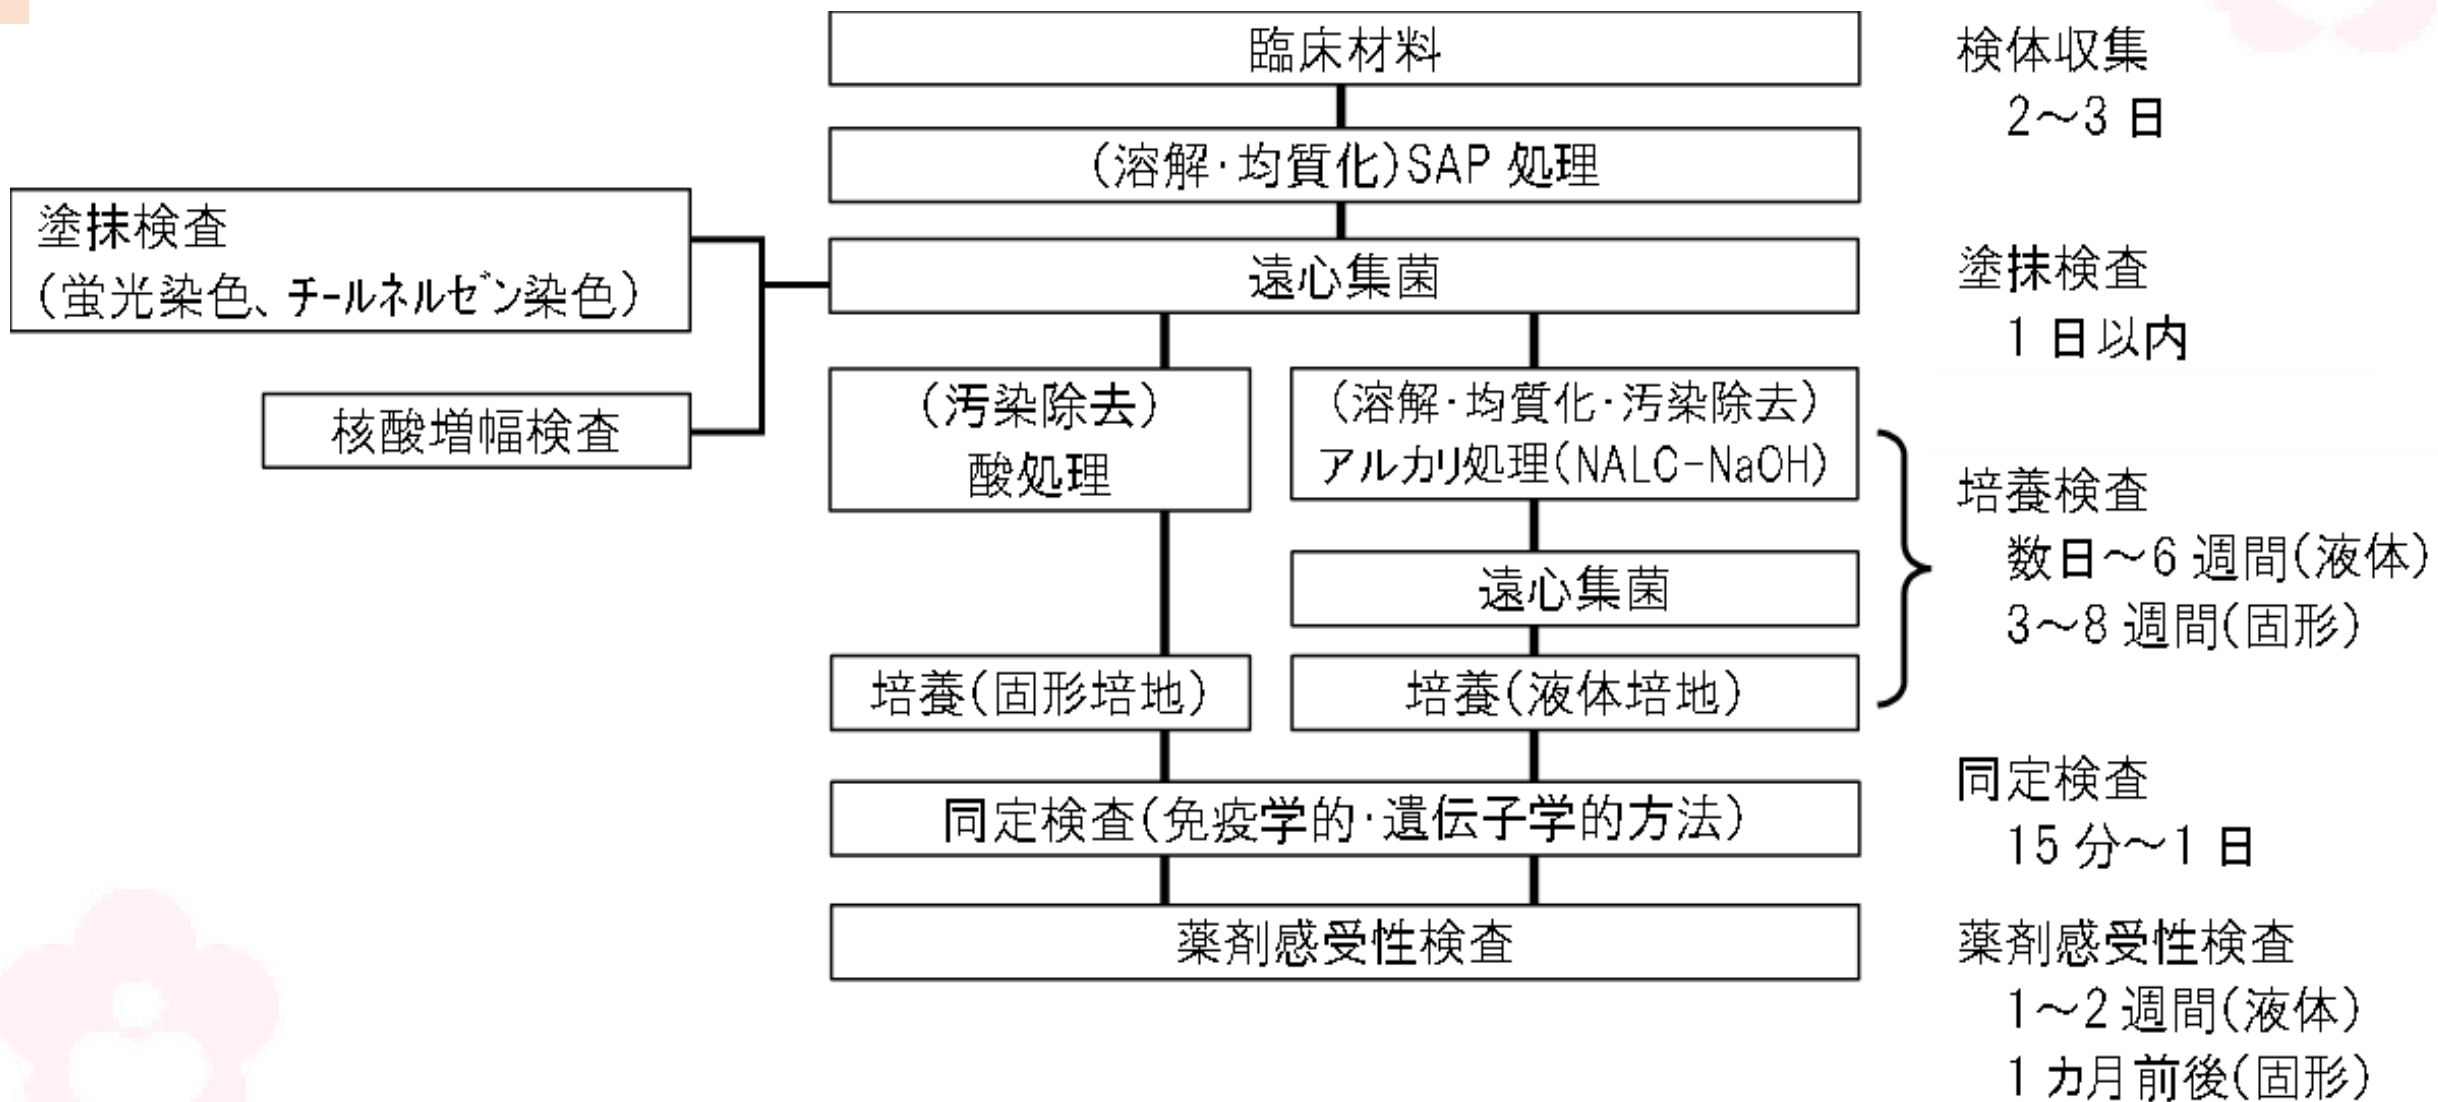 臨床材料
(溶解・均質化)SAP 処理
塗抹検査
(蛍光染色、チールネルゼン染色)
遠心集菌
核酸増幅検査
(汚染除去)
酸処理
(溶解・均質化・汚染除去)
アルカリ処理(NALC-NaOH)
遠心集菌
培養(固形培地)
培養(液体培地)
同定検査(免疫学的・遺伝子学的方法)
薬剤感受性検査
検体収集
2～3 日
塗抹検査
1 日以内
培養検査
数日～6 週間(液体)
3～8 週間(固形)
同定検査
15 分～1 日
薬剤感受性検査
1～2 週間(液体)
1 カ月前後(固形)